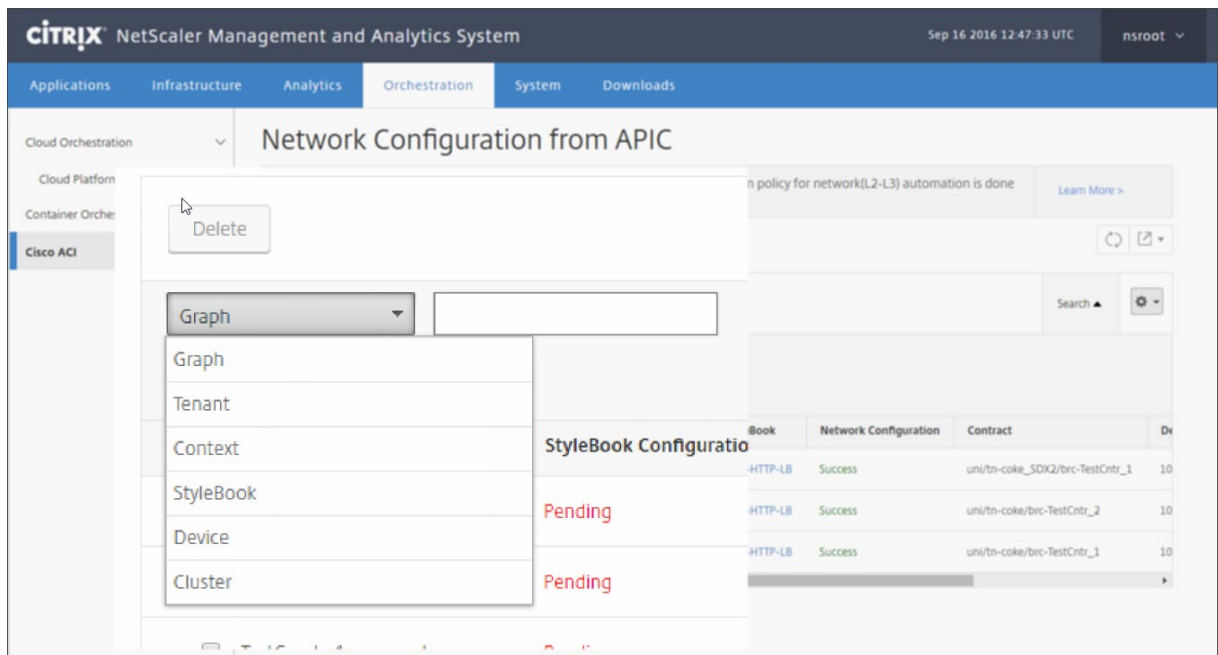 CİTRIX NetScaler Management and Analytics System
Sep 16 2016 12:47:33 UTC
nsroot
Applications Infrastructure Analytics Orchestration System Downloads
Cloud Orchestration
Cloud Platform
Container Orches
Cisco ACI
Network Configuration from APIC
n policy for network(L2-L3) automation is done
Learn More >
Delete
Search
Graph
Graph
Tenant
Context
StyleBook
Device
Cluster
StyleBook Configuratio
Pending
Pending
Book Network Configuration Contract De
-HTTP-LB Success uni/tn-coke_SDX2/brc-TestCntr_1 10
-HTTP-LB Success uni/tn-coke/brc-TestCntr_2 10
-HTTP-LB Success uni/tn-coke/brc-TestCntr_1 10